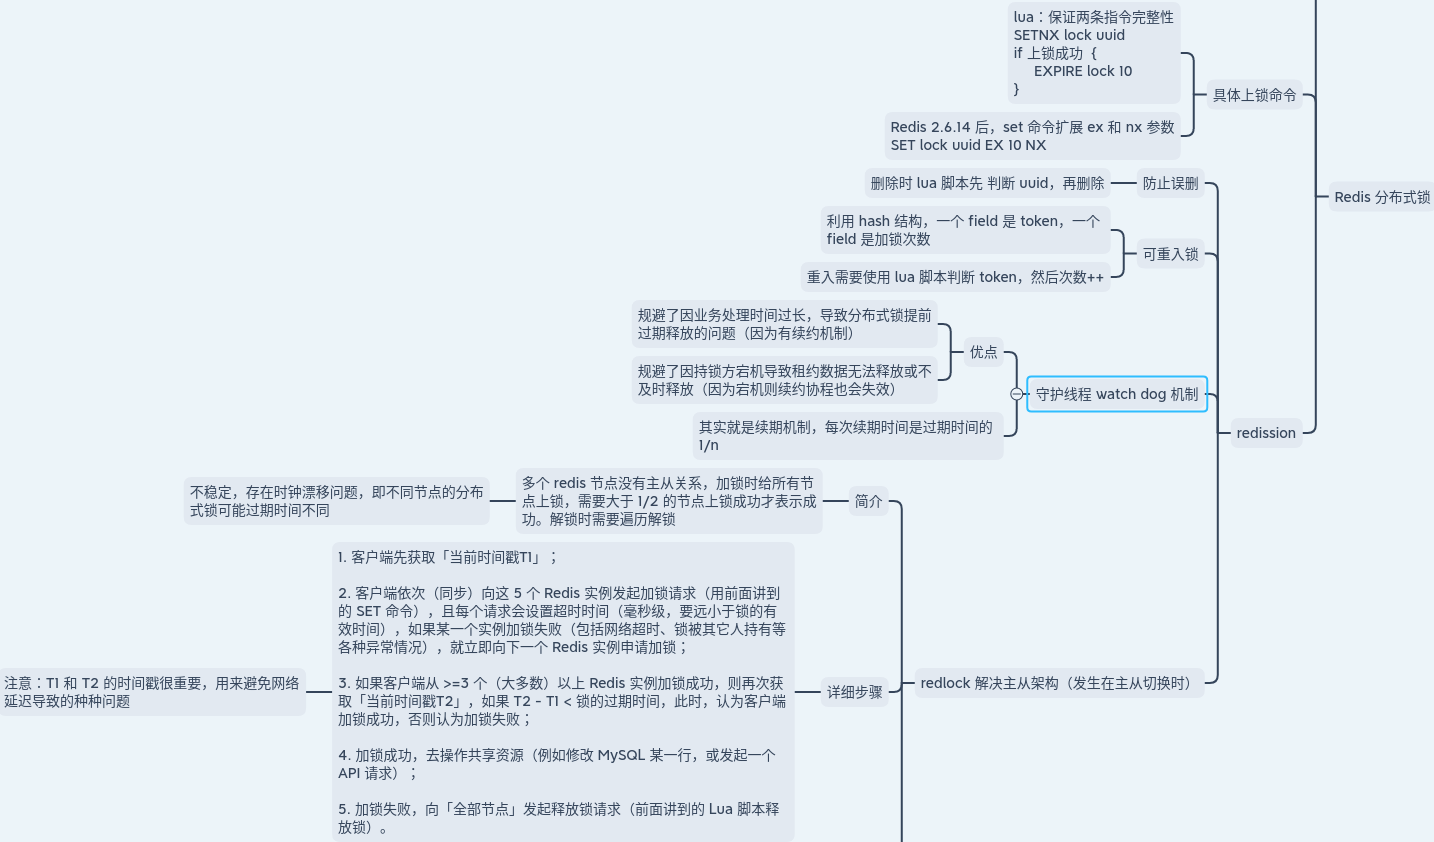 lua：保证两条指令完整性
SETNX lock uuid
if 上锁成功 {
EXPIRE lock 10
}
具体上锁命令
Redis 2.6.14 后，set 命令扩展 ex 和 nx 参数
SET lock uuid EX 10 NX
删除时 lua 脚本先 判断 uuid，再删除
防止误删
Redis 分布式锁
利用 hash 结构，一个 field 是 token，一个
field 是加锁次数
可重入锁
重入需要使用 lua 脚本判断 token，然后次数++
规避了因业务处理时间过长，导致分布式锁提前
过期释放的问题（因为有续约机制）
优点
规避了因持锁方宕机导致租约数据无法释放或不
及时释放（因为宕机则续约协程也会失效）
守护线程 watch dog 机制
其实就是续期机制，每次续期时间是过期时间的
1/n
redission
多个 redis 节点没有主从关系，加锁时给所有节
点上锁，需要大于 1/2 的节点上锁成功才表示成
功。解锁时需要遍历解锁
不稳定，存在时钟漂移问题，即不同节点的分布
式锁可能过期时间不同
简介
1. 客户端先获取「当前时间戳T1」；
2. 客户端依次（同步）向这 5 个 Redis 实例发起加锁请求（用前面讲到
的 SET 命令），且每个请求会设置超时时间（毫秒级，要远小于锁的有
效时间），如果某一个实例加锁失败（包括网络超时、锁被其它人持有等
各种异常情况），就立即向下一个 Redis 实例申请加锁；
3. 如果客户端从 >=3 个（大多数）以上 Redis 实例加锁成功，则再次获
取「当前时间戳T2」，如果 T2 - T1 < 锁的过期时间，此时，认为客户端
加锁成功，否则认为加锁失败；
4. 加锁成功，去操作共享资源（例如修改 MySQL 某一行，或发起一个
API 请求）；
5. 加锁失败，向「全部节点」发起释放锁请求（前面讲到的 Lua 脚本释
放锁）。
注意：T1 和 T2 的时间戳很重要，用来避免网络
延迟导致的种种问题
详细步骤
redlock 解决主从架构（发生在主从切换时）